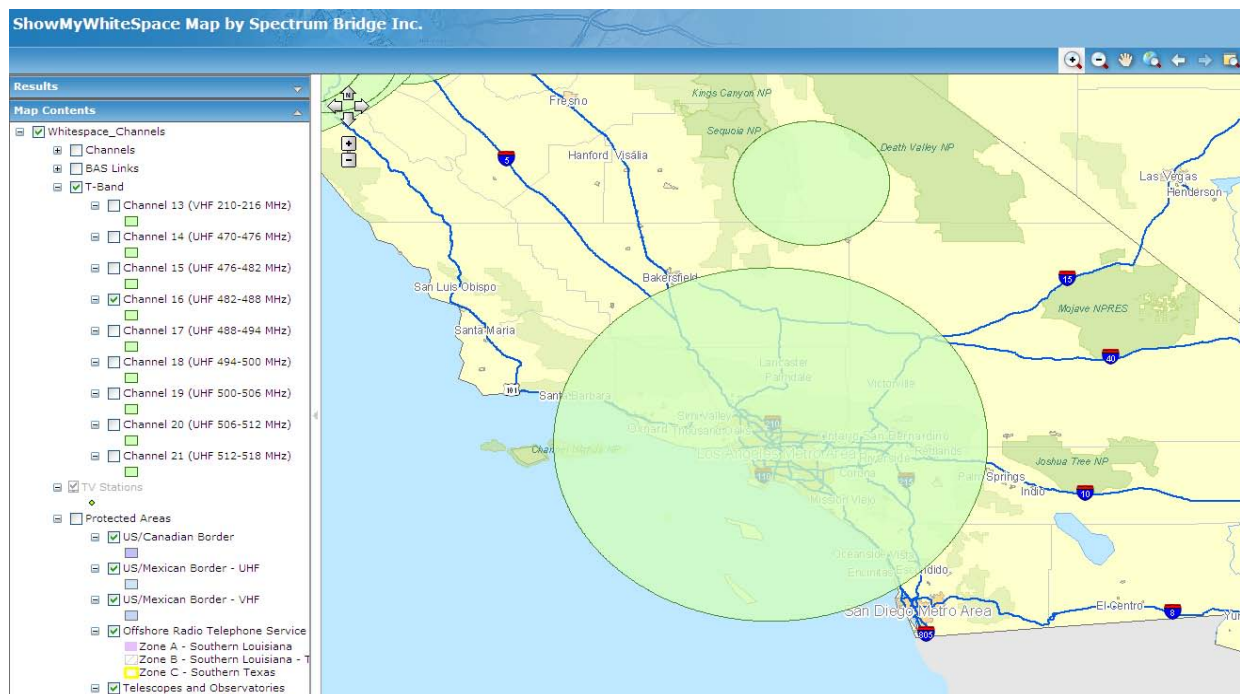 ShowMyWhiteSpace Map by Spectrum Bridge Inc.
Results
Map Contents
Whitespace_Channels
Channels
BAS Links
T-Band
Channel 13 (VHF 210-216 MHz)
Channel 14 (UHF 470-476 MHz)
Channel 15 (UHF 476-482 MHz)
Channel 16 (UHF 482-488 MHz)
Channel 17 (UHF 488-494 MHz)
Channel 18 (UHF 494-500 MHz)
Channel 19 (UHF 500-506 MHz)
Channel 20 (UHF 506-512 MHz)
Channel 21 (UHF 512-518 MHz)
TV Stations
Protected Areas
US/Canadian Border
US/Mexican Border - UHF
US/Mexican Border - VHF
Offshore Radio Telephone Service
Zone A - Southern Louisiana
Zone B - Southern Louisiana - T
Zone C - Southern Texas
Telescopes and Observatories
N
Kings Canyon NP
Fresno
Sequoia NP
Death Valley NP
5
Hanford Visália
Las Vegas
Henderson
15
Bakersfield
San Luis Obispo
Mojave NPRES
Santa Maria
40
Lancaster
Palmdale
Victorville
101
Santa Barbara
Simi Valley
Oxnard Thousand Oaks
210
Ontario San Bernardino
Los Angeles Metro Area
Riverside
Redlands
Joshua Tree NP
110
Corona
215
Springs
Indio
10
Mission Viejo
Oceanside Vista
Encinitas
Escondido
San Diego Metro Area
El Centro
8
805